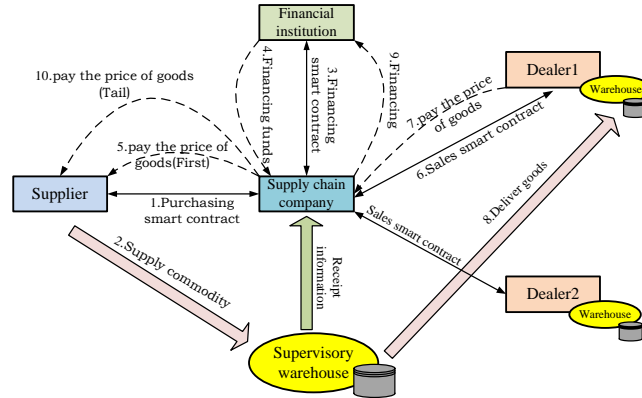 Financial
institution
10.pay the price of goods
(Tail)
4.Financing funds
3.Financing
smart contract
9.Financing
Dealer1
Warehouse
7.pay the price
of goods
6.Sales smart contract
5.pay the price of
goods(First)
Supplier
1.Purchasing
smart contract
Supply chain
company
8.Deliver goods
2.Supply commodity
Receipt
information
Sales smart contract
Dealer2
Warehouse
Supervisory
warehouse